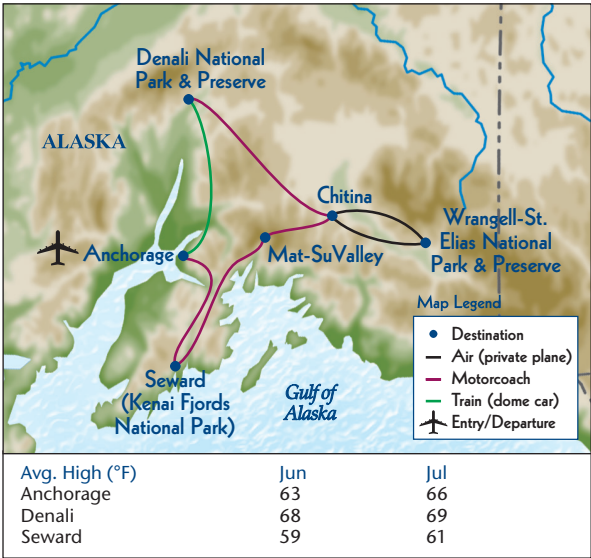 Denali National
Park & Preserve
ALASKA
Chitina
Wrangell-St.
Elias National
Park & Preserve
Anchorage
Mat-SuValley
Map Legend
Destination
Air (private plane)
Motorcoach
Train (dome car)
Entry/Departure
Seward
(Kenai Fjords
National Park)
Gulf of
Alaska
Avg. High (°F) Jun Jul
Anchorage 63 66
Denali 68 69
Seward 59 61